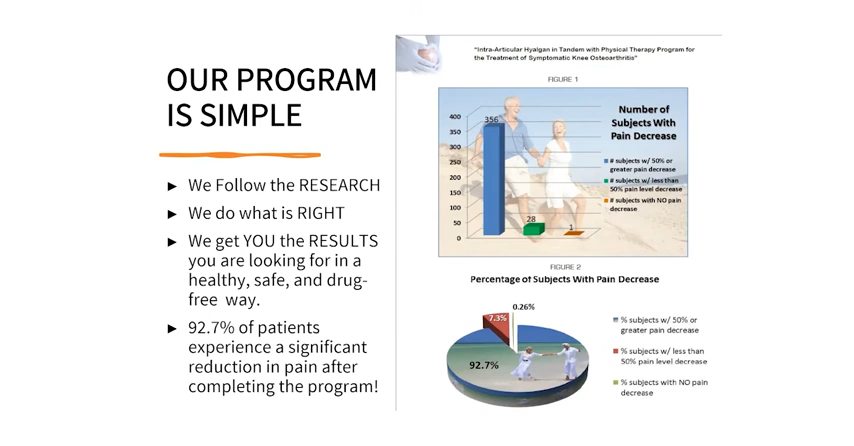 OUR PROGRAM
IS SIMPLE
► We Follow the RESEARCH
► We do what is RIGHT
► We get YOU the RESULTS
you are looking for in a
healthy, safe, and drug-
free way.
► 92.7% of patients
experience a significant
reduction in pain after
completing the program!
"Intra-Articular Hyalgan in Tandem with Physical Therapy Program for
the Treatment of Symptomatic Knee Osteoarthritis"
FIGURE 1
Number of
Subjects With
Pain Decrease
400
350
300
250
200
150
100
50
0
356
28
1
# subjects w/ 50% or
greater pain decrease
# subjects w/ less than
50% pain level decrease
# subjects with NO pain
decrease
FIGURE 2
Percentage of Subjects With Pain Decrease
0.26%
7.3%
92.7%
% subjects w/ 50% or
greater pain decrease
% subjects w/ less than
50% pain level decrease
% subjects with NO pain
decrease